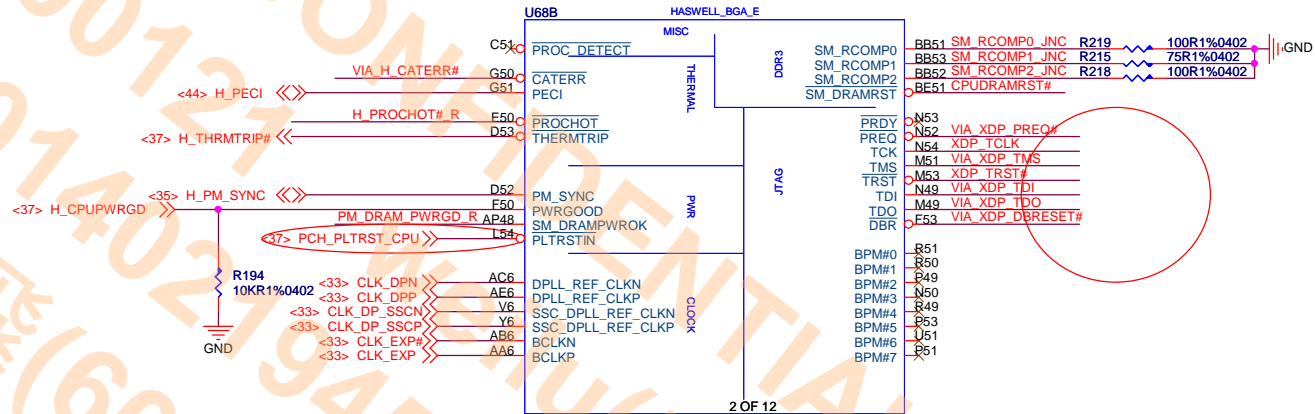 U68B
HASWELL_BGA_E
MISC
C51
PROC_DETECT
SM_RCOMP0
BB51
SM_RCOMP0_JNC
R219
100R1%0402
GND
SM_RCOMP1
BB53
SM_RCOMP1_JNC
R215
75R1%0402
SM_RCOMP2
BB52
SM_RCOMP2_JNC
R218
100R1%0402
SM_DRAMRST
BE51
CPUDRAMRST#
DDR3
THERMAL
VIA_H_CATERR#
G50
CATERR
<44> H_PECI
G51
PECI
H_PROCHOT#_R
E50
PROCHOT
<37> H_THRMTRIP#
D53
THERMTRIP
PRDY
N53
PREQ
N52
VIA_XDP_PREQ#
TCK
N54
XDP_TCLK
TMS
M51
VIA_XDP_TMS
TRST
M53
XDP_TRST#
TDI
N49
VIA_XDP_TDI
TDO
M49
VIA_XDP_TDO
DBR
F53
VIA_XDP_DBRESET#
JTAG
PWR
<35> H_PM_SYNC
D52
PM_SYNC
<37> H_CPUPWRGD
F50
PWRGOOD
PM_DRAM_PWRGD_R
AP48
SM_DRAMPWROK
<37> PCH_PLTRST_CPU
L54
PLTRSTIN
R194
10KR1%0402
GND
<33> CLK_DPN
AC6
DPLL_REF_CLKN
<33> CLK_DPP
AE6
DPLL_REF_CLKP
<33> CLK_DP_SSCN
V6
SSC_DPLL_REF_CLKN
<33> CLK_DP_SSCP
Y6
SSC_DPLL_REF_CLKP
<33> CLK_EXP#
AB6
BCLKN
<33> CLK_EXP
AA6
BCLKP
CLOCK
BPM#0
R51
BPM#1
R50
BPM#2
P49
BPM#3
N50
BPM#4
R49
BPM#5
P53
BPM#6
U51
BPM#7
P51
2 OF 12
CONFIDENTIAL